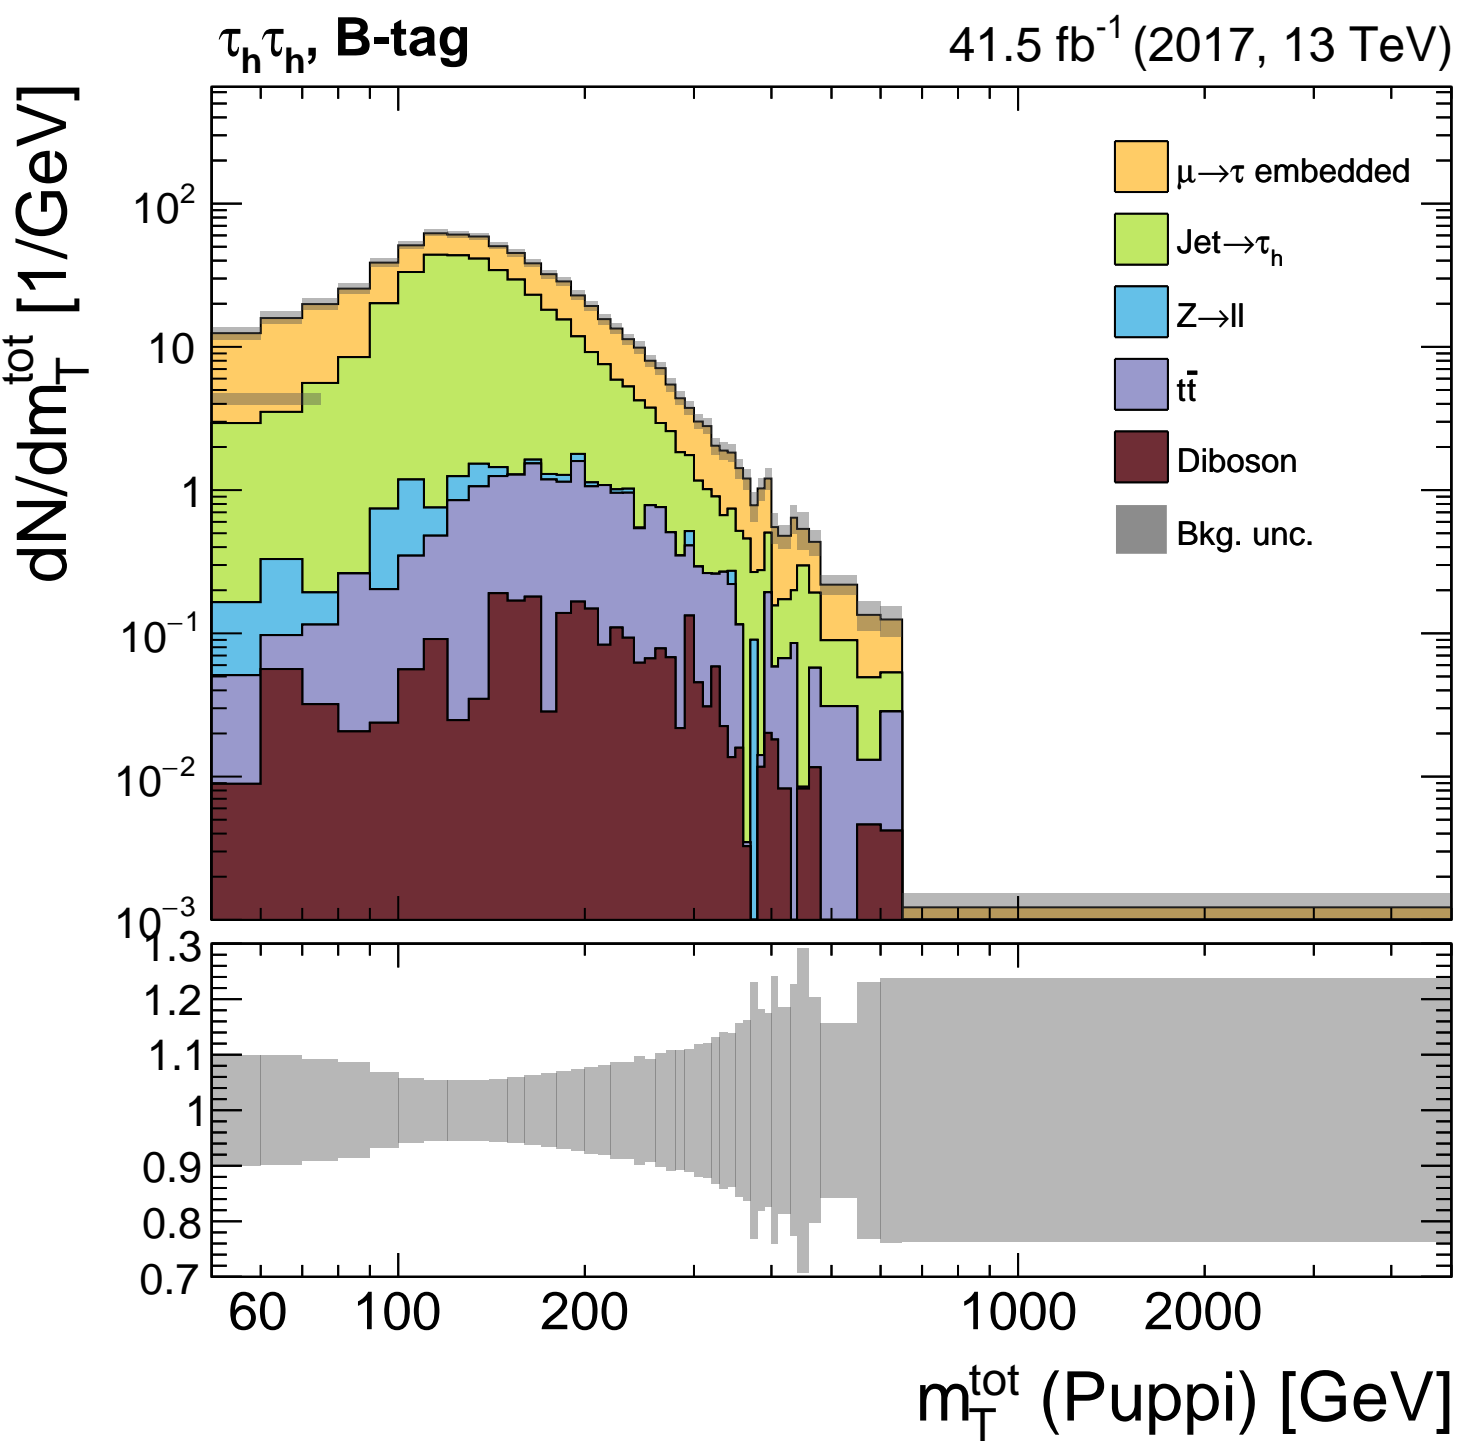 τhτh, B-tag
41.5 fb-1 (2017, 13 TeV)
dN/dmTtot [1/GeV]
μ→τ embedded
Jet→τh
Z→ll
tt̄
Diboson
Bkg. unc.
10²
10
1
10−1
10−2
10−3
1.3
1.2
1.1
1
0.9
0.8
0.7
60 100 200 1000 2000
mTtot (Puppi) [GeV]